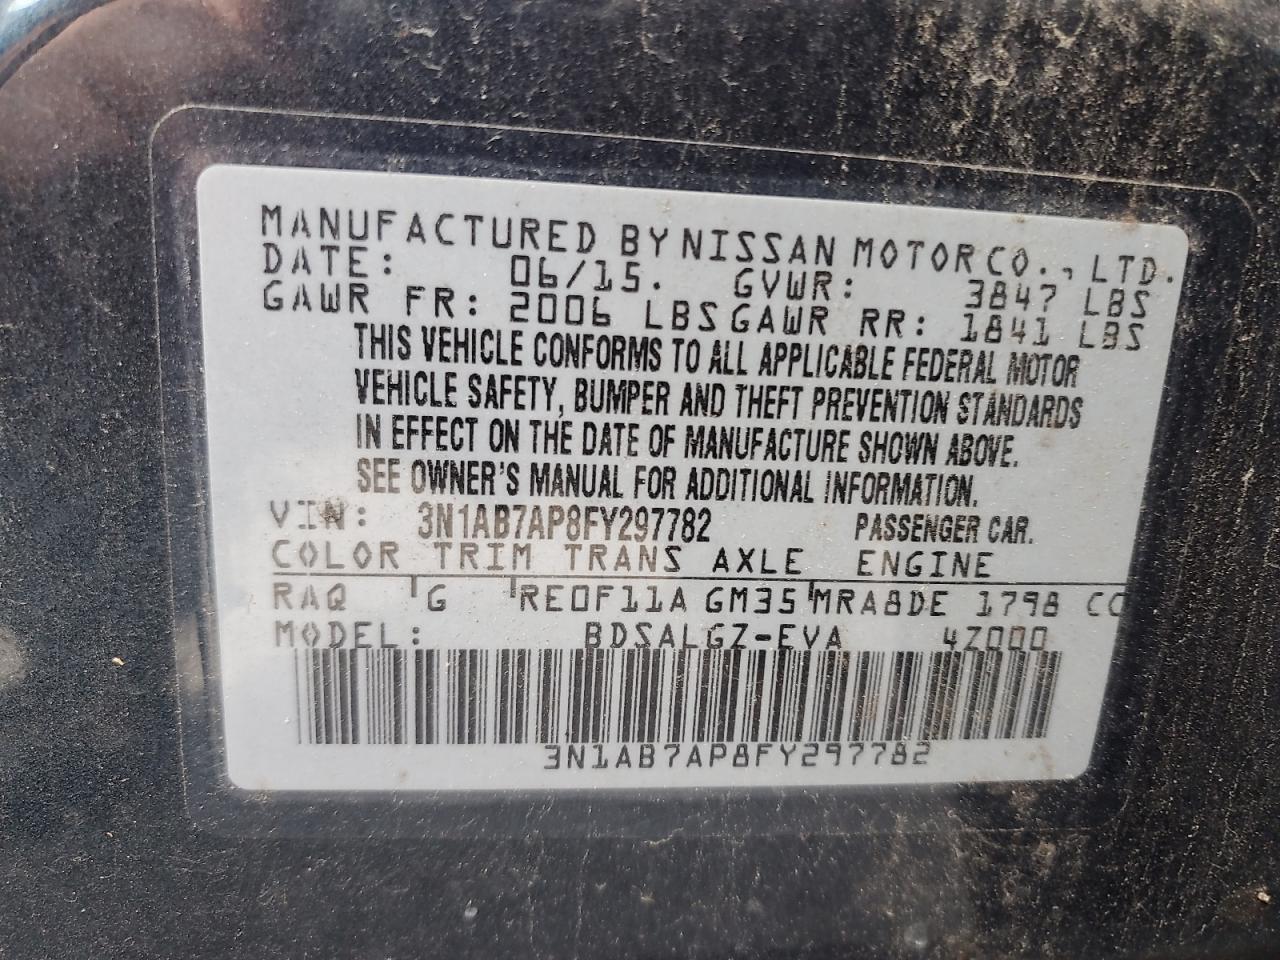 MANUFACTURED BY NISSAN MOTOR CO., LTD.
DATE: 06/15. GVWR: 3847 LBS
GAWR FR: 2006 LBS GAWR RR: 1841 LBS
THIS VEHICLE CONFORMS TO ALL APPLICABLE FEDERAL MOTOR
VEHICLE SAFETY, BUMPER AND THEFT PREVENTION STANDARDS
IN EFFECT ON THE DATE OF MANUFACTURE SHOWN ABOVE.
SEE OWNER'S MANUAL FOR ADDITIONAL INFORMATION.
VIN: 3N1AB7AP8FY297782 PASSENGER CAR.
COLOR TRIM TRANS AXLE ENGINE
RAQ G RE0F11A GM35 MRA8DE 1798 CC
MODEL: BDSALGZ-EVA 4Z000
3N1AB7AP8FY297782